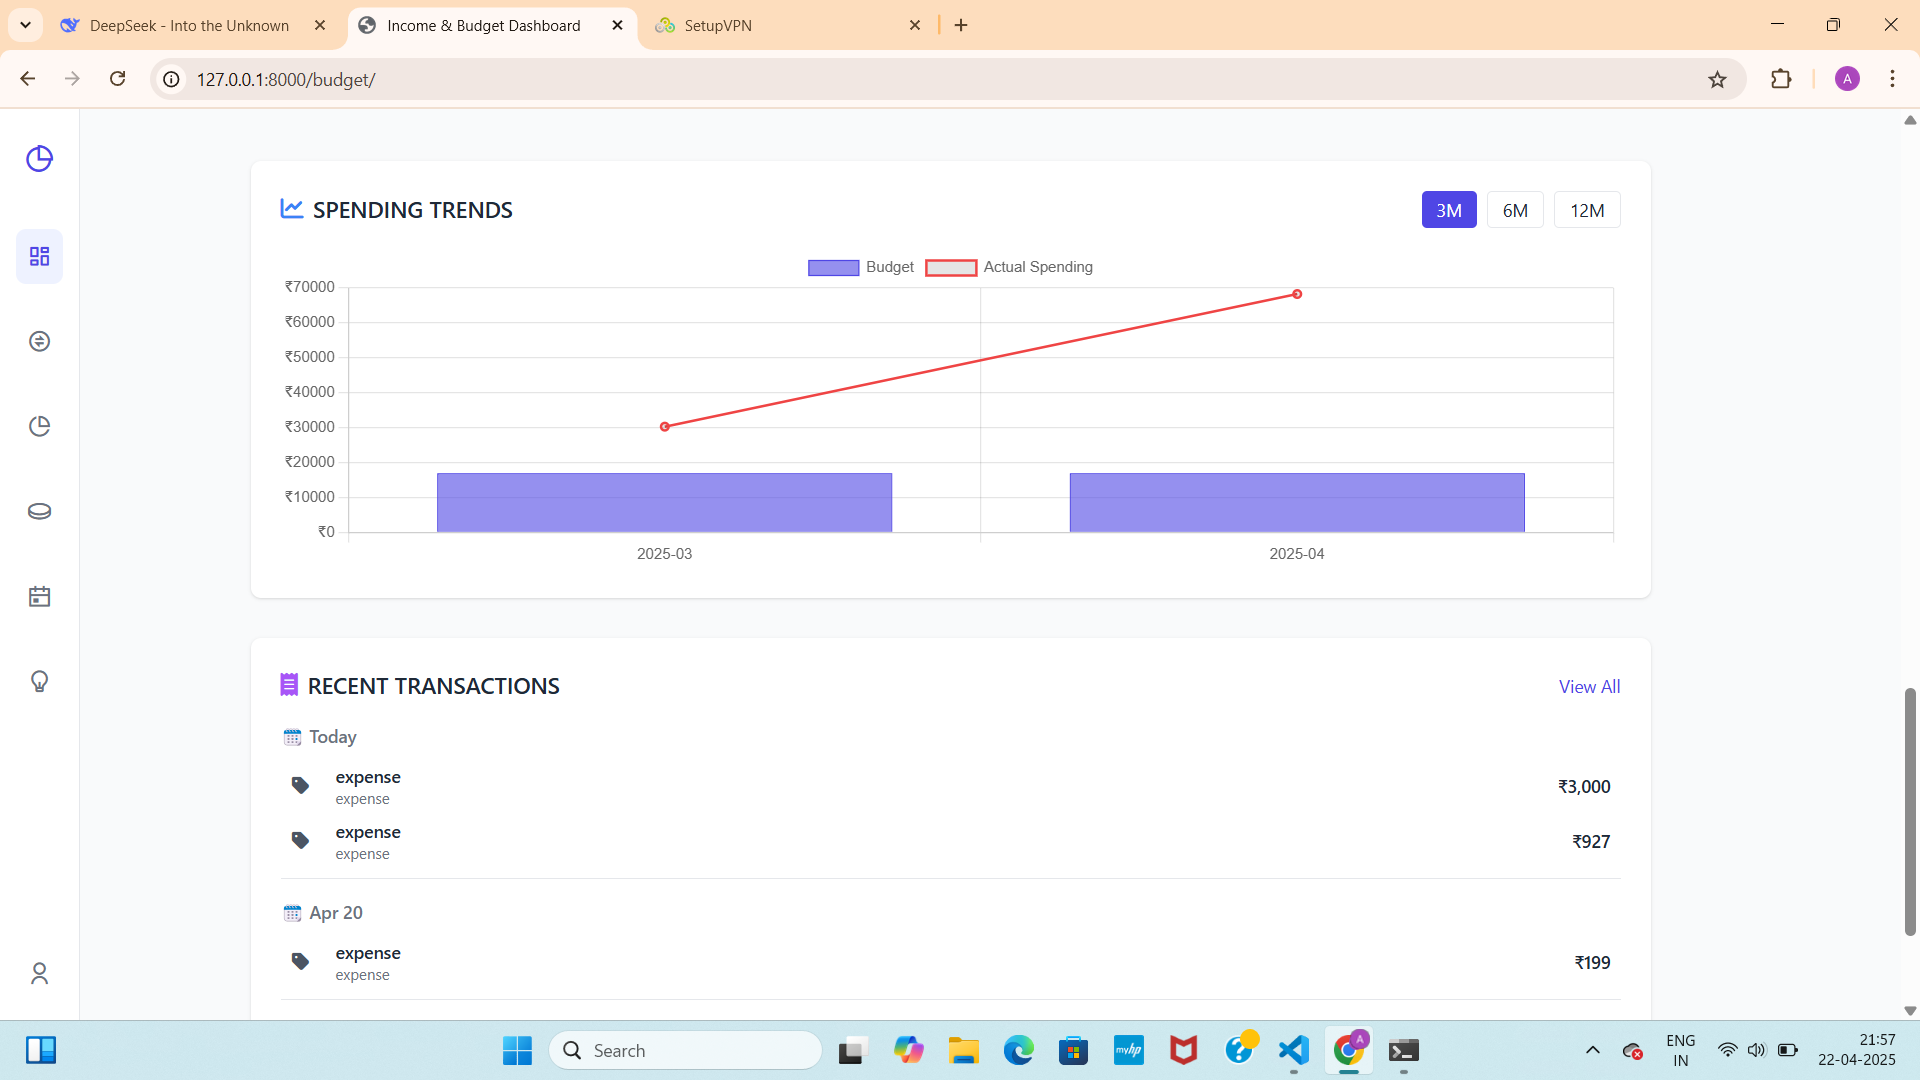 DeepSeek - Into the Unknown
Income & Budget Dashboard
SetupVPN
127.0.0.1:8000/budget/
A
SPENDING TRENDS
3M
6M
12M
Budget
Actual Spending
₹70000
₹60000
₹50000
₹40000
₹30000
₹20000
₹10000
₹0
2025-03
2025-04
RECENT TRANSACTIONS
View All
Today
expense
expense
₹3,000
expense
expense
₹927
Apr 20
expense
expense
₹199
Search
myhp
A
ENG
IN
21:57
22-04-2025